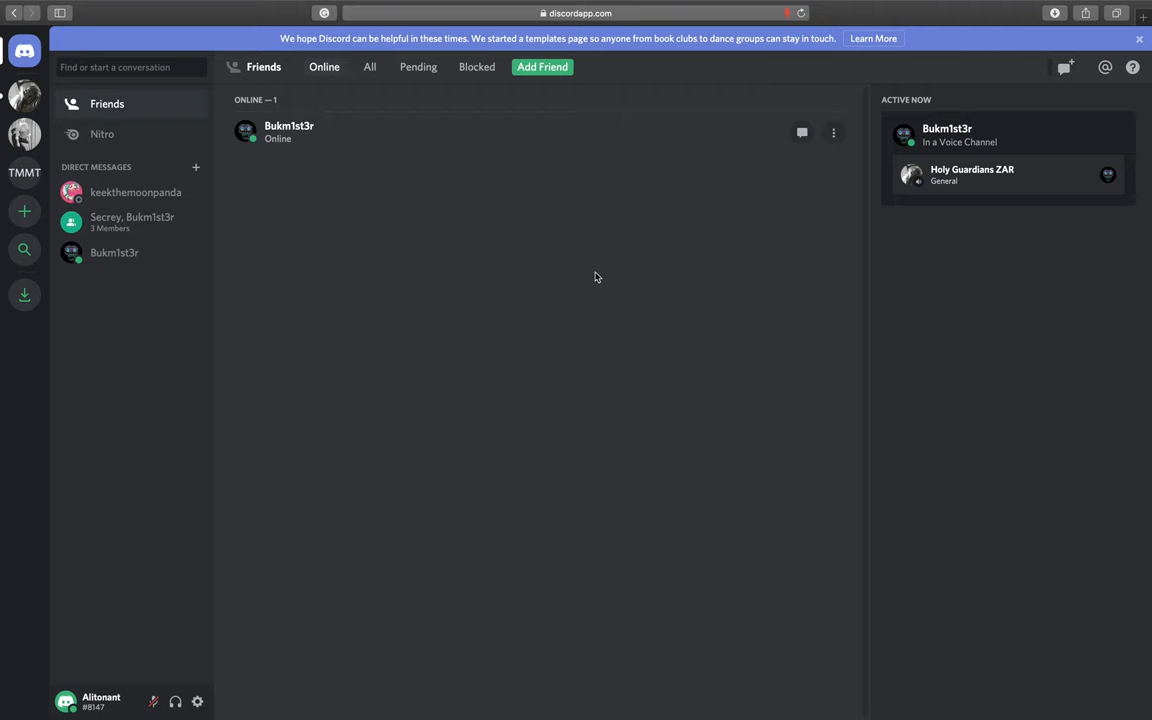 discordapp.com
We hope Discord can be helpful in these times. We started a templates page so anyone from book clubs to dance groups can stay in touch.
Learn More
Find or start a conversation
Friends
Online
All
Pending
Blocked
Add Friend
Friends
Nitro
DIRECT MESSAGES
keekthemoonpanda
Secrey, Bukm1st3r
3 Members
Bukm1st3r
TMMT
ONLINE — 1
Bukm1st3r
Online
ACTIVE NOW
Bukm1st3r
In a Voice Channel
Holy Guardians ZAR
General
Alitonant
#8147